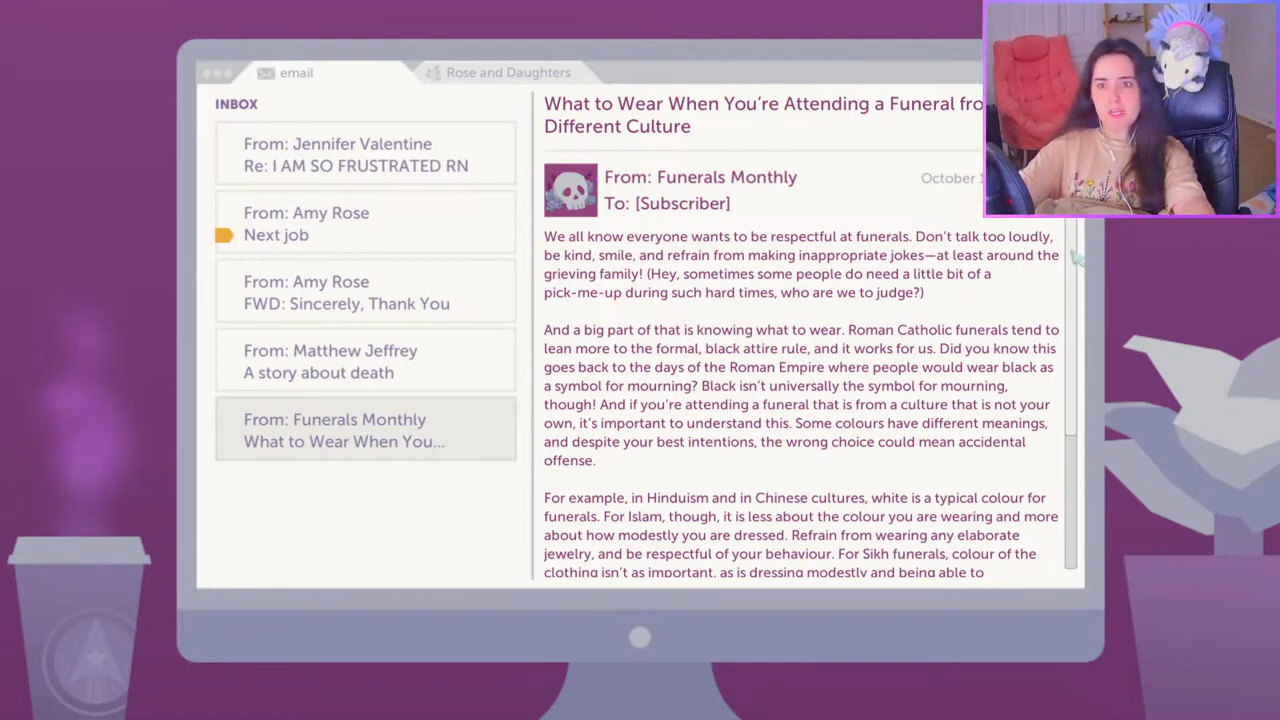 email
Rose and Daughters
INBOX
From: Jennifer Valentine
Re: I AM SO FRUSTRATED RN
From: Amy Rose
Next job
From: Amy Rose
FWD: Sincerely, Thank You
From: Matthew Jeffrey
A story about death
From: Funerals Monthly
What to Wear When You...
What to Wear When You're Attending a Funeral fro
Different Culture
From: Funerals Monthly
October
To: [Subscriber]
We all know everyone wants to be respectful at funerals. Don't talk too loudly,
be kind, smile, and refrain from making inappropriate jokes—at least around the
grieving family! (Hey, sometimes some people do need a little bit of a
pick-me-up during such hard times, who are we to judge?)
And a big part of that is knowing what to wear. Roman Catholic funerals tend to
lean more to the formal, black attire rule, and it works for us. Did you know this
goes back to the days of the Roman Empire where people would wear black as
a symbol for mourning? Black isn't universally the symbol for mourning,
though! And if you're attending a funeral that is from a culture that is not your
own, it's important to understand this. Some colours have different meanings,
and despite your best intentions, the wrong choice could mean accidental
offense.
For example, in Hinduism and in Chinese cultures, white is a typical colour for
funerals. For Islam, though, it is less about the colour you are wearing and more
about how modestly you are dressed. Refrain from wearing any elaborate
jewelry, and be respectful of your behaviour. For Sikh funerals, colour of the
clothing isn't as important, as is dressing modestly and being able to